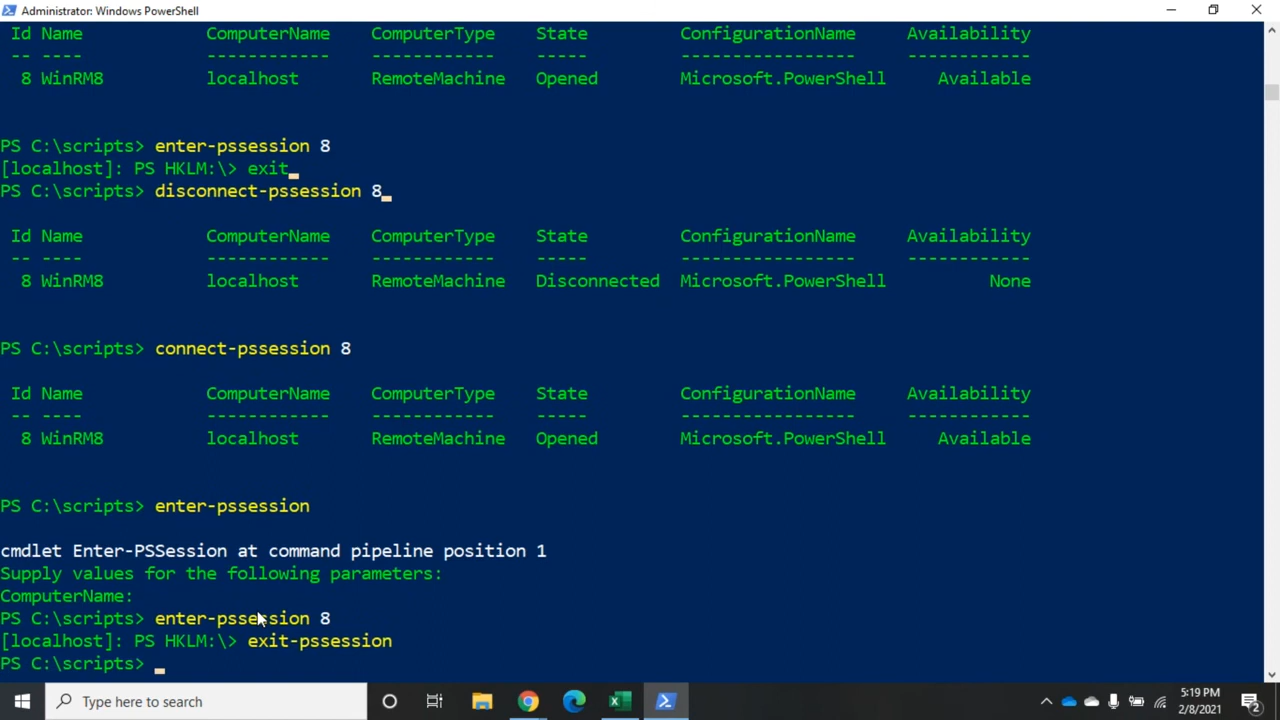 Administrator: Windows PowerShell
Id Name ComputerName ComputerType State ConfigurationName Availability
-- ---- ------------ ------------ ----- ----------------- ------------
8 WinRM8 localhost RemoteMachine Opened Microsoft.PowerShell Available
PS C:\scripts> enter-pssession 8
[localhost]: PS HKLM:\> exit
PS C:\scripts> disconnect-pssession 8
Id Name ComputerName ComputerType State ConfigurationName Availability
-- ---- ------------ ------------ ----- ----------------- ------------
8 WinRM8 localhost RemoteMachine Disconnected Microsoft.PowerShell None
PS C:\scripts> connect-pssession 8
Id Name ComputerName ComputerType State ConfigurationName Availability
-- ---- ------------ ------------ ----- ----------------- ------------
8 WinRM8 localhost RemoteMachine Opened Microsoft.PowerShell Available
PS C:\scripts> enter-pssession
cmdlet Enter-PSSession at command pipeline position 1
Supply values for the following parameters:
ComputerName:
PS C:\scripts> enter-pssession 8
[localhost]: PS HKLM:\> exit-pssession
PS C:\scripts>
Type here to search
5:19 PM
2/8/2021
2